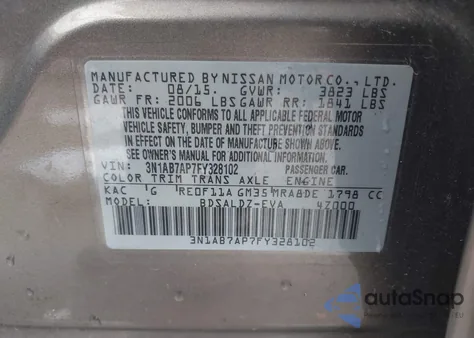 MANUFACTURED BY NISSAN MOTOR CO., LTD.
DATE: 08/15. GVWR: 3823 LBS
GAWR FR: 2006 LBS GAWR RR: 1841 LBS
THIS VEHICLE CONFORMS TO ALL APPLICABLE FEDERAL MOTOR
VEHICLE SAFETY, BUMPER AND THEFT PREVENTION STANDARDS
IN EFFECT ON THE DATE OF MANUFACTURE SHOWN ABOVE.
SEE OWNER'S MANUAL FOR ADDITIONAL INFORMATION.
VIN: 3N1AB7AP7FY328102 PASSENGER CAR.
COLOR TRIM TRANS AXLE ENGINE
KAC G RE0F11A GM35 MRA8DE 1798 CC
MODEL: BDSALDZ-EVA 4Z000
3N1AB7AP7FY328102
autoSnap